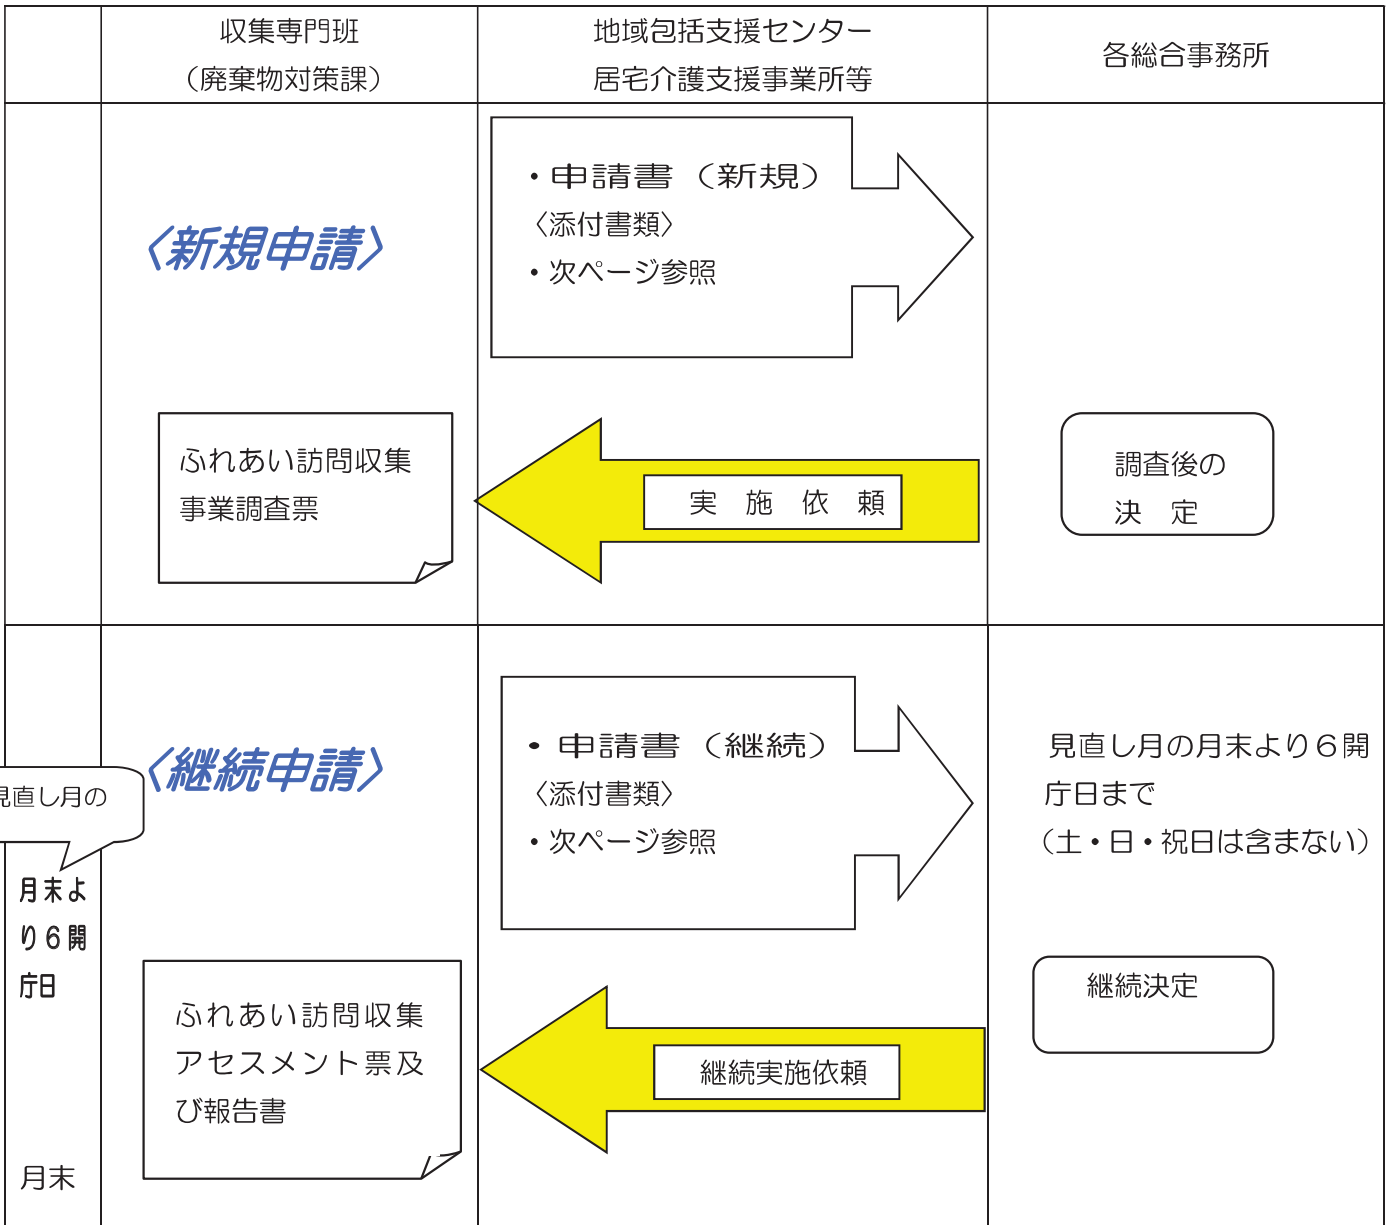 収集専門班
（廃棄物対策課）
地域包括支援センター
居宅介護支援事業所等
各総合事務所
〈新規申請〉
・申請書（新規）
〈添付書類〉
・次ページ参照
ふれあい訪問収集
事業調査票
実　施　依　頼
調査後の
決　定
見直し月の
月末よ
り６開
庁日
月末
〈継続申請〉
・申請書（継続）
〈添付書類〉
・次ページ参照
見直し月の月末より６開
庁日まで
（土・日・祝日は含まない）
ふれあい訪問収集
アセスメント票及
び報告書
継続実施依頼
継続決定